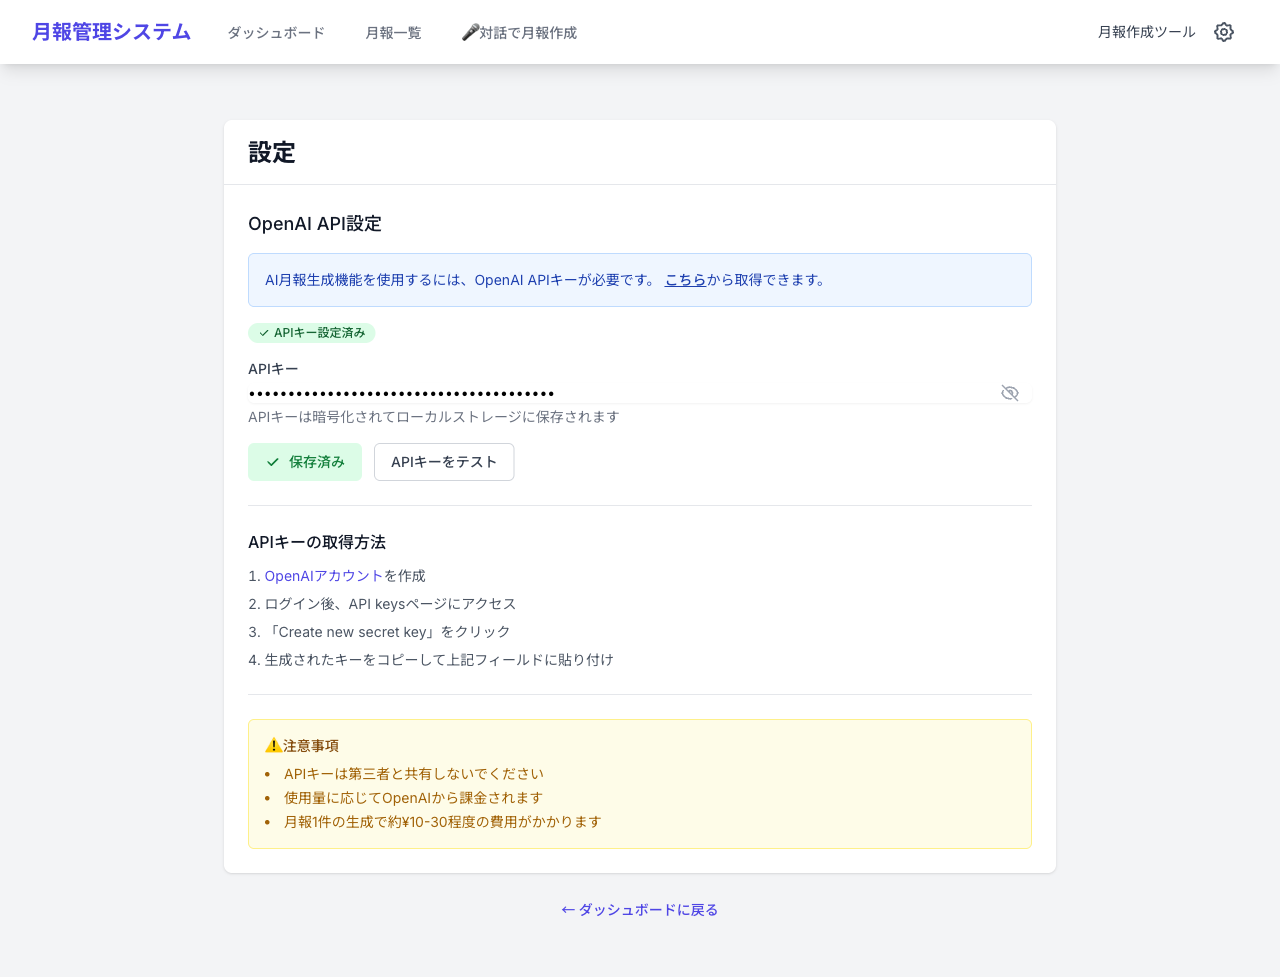 月報管理システム
ダッシュボード
月報一覧
🎤対話で月報作成
月報作成ツール
設定
OpenAI API設定
AI月報生成機能を使用するには、OpenAI APIキーが必要です。 こちらから取得できます。
✓ APIキー設定済み
APIキー
•••••••••••••••••••••••••••••••••••••••
APIキーは暗号化されてローカルストレージに保存されます
✓ 保存済み
APIキーをテスト
APIキーの取得方法
1. OpenAIアカウントを作成
2. ログイン後、API keysページにアクセス
3. 「Create new secret key」をクリック
4. 生成されたキーをコピーして上記フィールドに貼り付け
⚠️注意事項
• APIキーは第三者と共有しないでください
• 使用量に応じてOpenAIから課金されます
• 月報1件の生成で約¥10-30程度の費用がかかります
← ダッシュボードに戻る